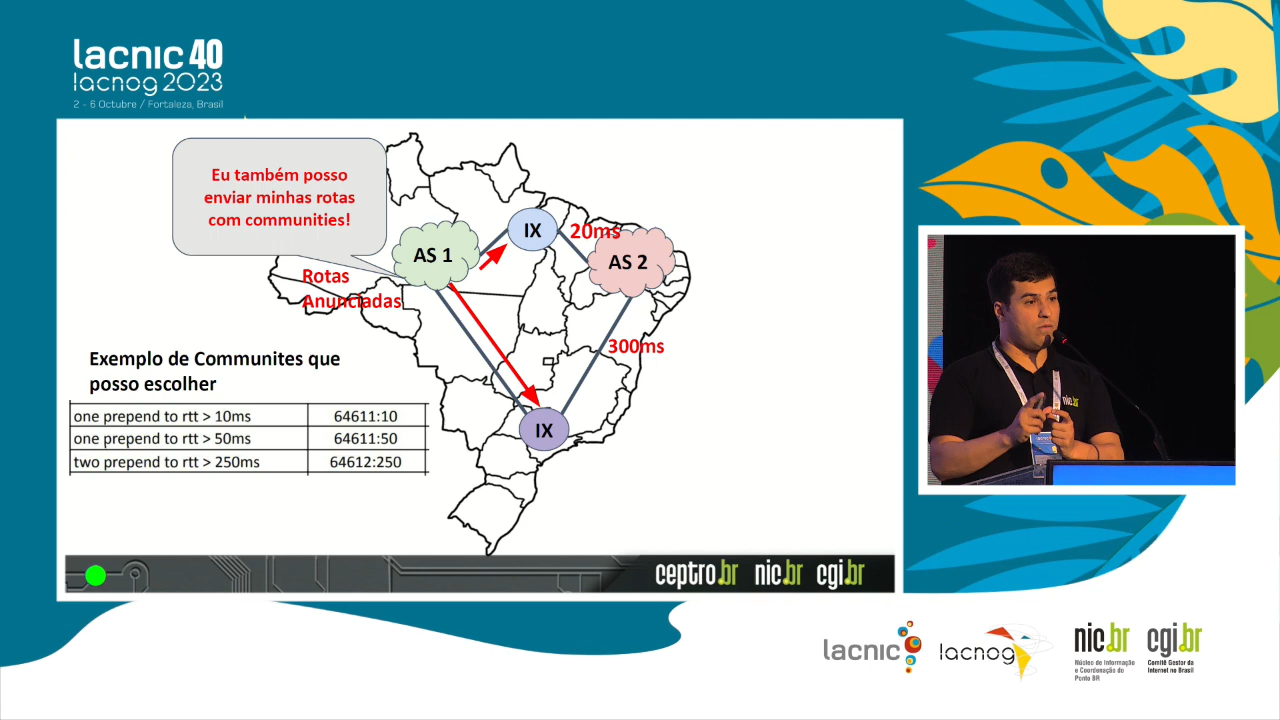 lacnic 40
lacnog 2023
2 - 6 Octubre / Fortaleza, Brasil
Eu também posso
enviar minhas rotas
com communities!
IX
20ms
AS 1
AS 2
Rotas
Anunciadas
300ms
Exemplo de Communites que
posso escolher
one prepend to rtt > 10ms 64611:10
one prepend to rtt > 50ms 64611:50
two prepend to rtt > 250ms 64612:250
IX
ceptro.br nic.br cgi.br
nic.br
lacnic
lacnog
nic.br
Núcleo de Informação
e Coordenação do
Ponto BR
cgi.br
Comitê Gestor da
Internet no Brasil